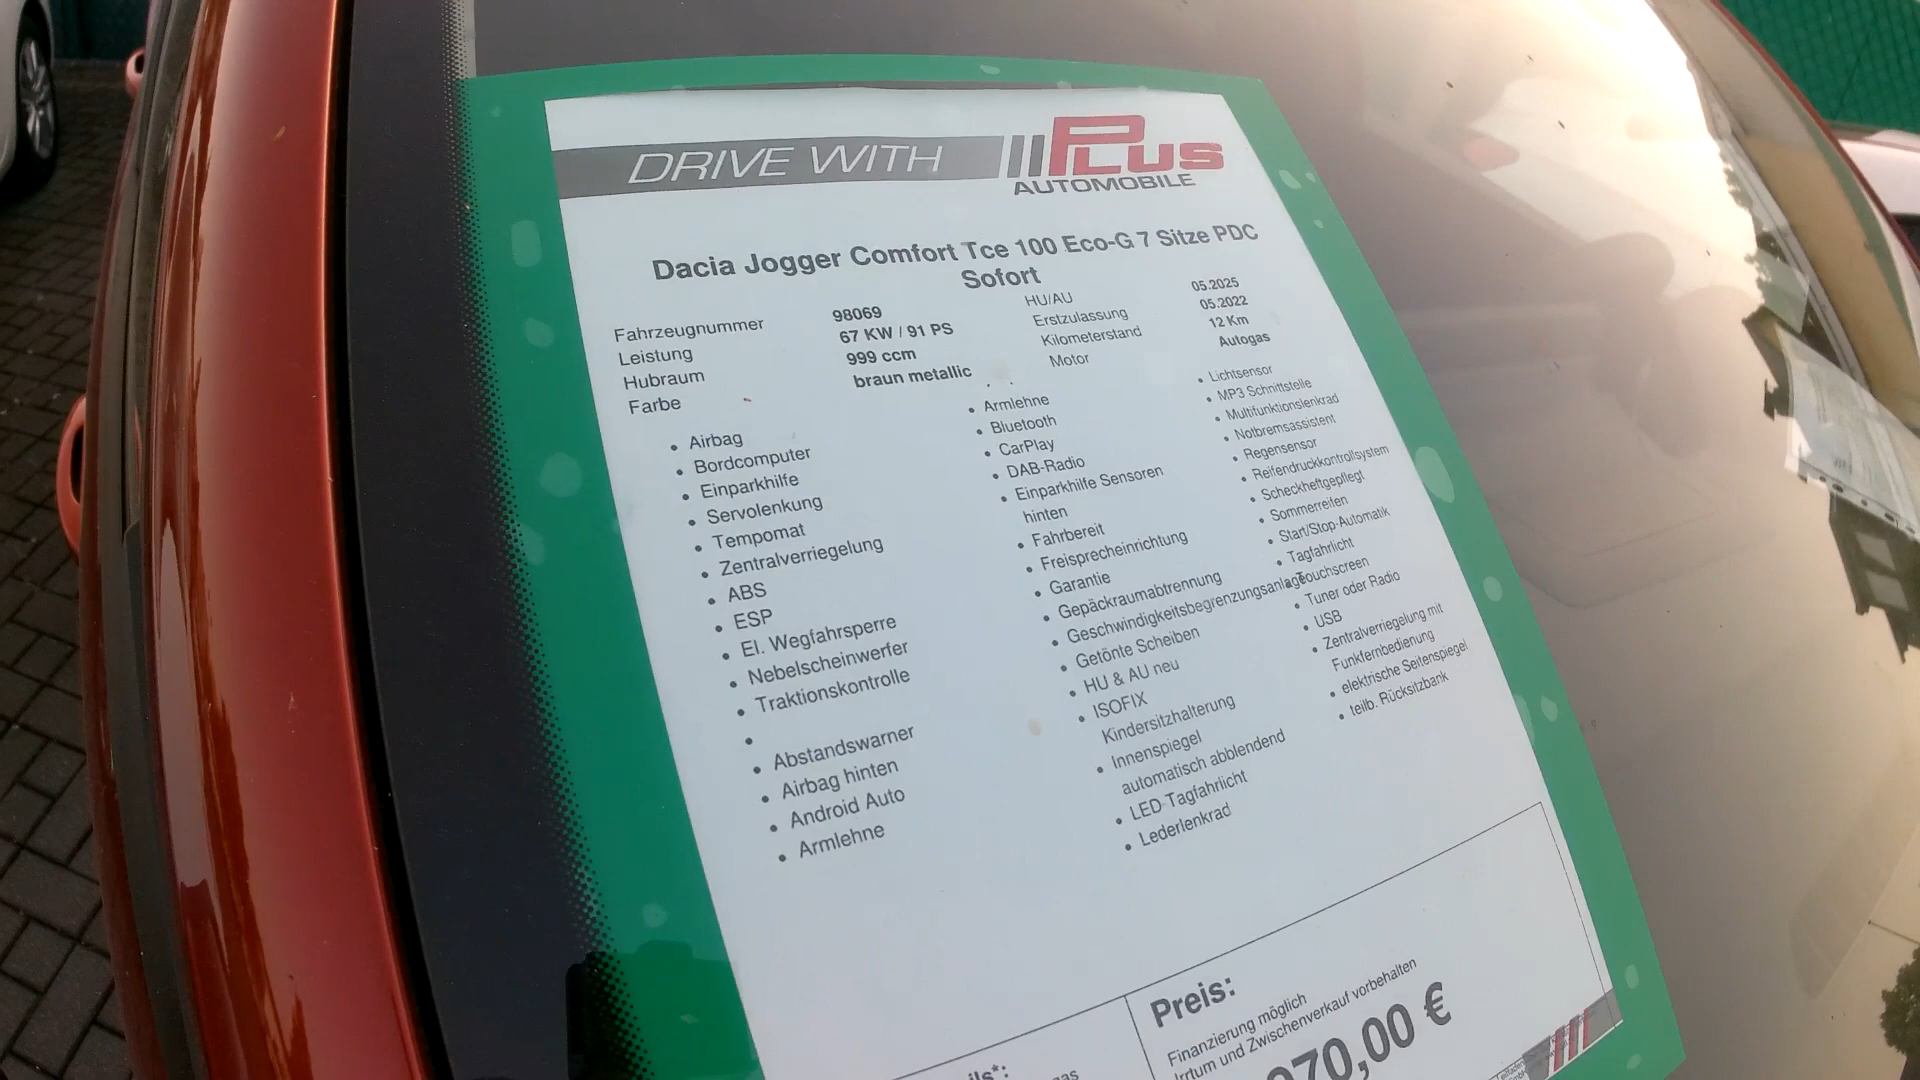 DRIVE WITH PLUS
AUTOMOBILE
Dacia Jogger Comfort Tce 100 Eco-G 7 Sitze PDC
Sofort
Fahrzeugnummer 98069
Leistung 67 KW / 91 PS
Hubraum 999 ccm
Farbe braun metallic
HU/AU 05.2025
Erstzulassung 05.2022
Kilometerstand 12 Km
Motor Autogas
• Airbag
• Bordcomputer
• Einparkhilfe
• Servolenkung
• Tempomat
• Zentralverriegelung
• ABS
• ESP
• El. Wegfahrsperre
• Nebelscheinwerfer
• Traktionskontrolle
•
• Abstandswarner
• Airbag hinten
• Android Auto
• Armlehne
• Armlehne
• Bluetooth
• CarPlay
• DAB-Radio
• Einparkhilfe Sensoren
hinten
• Fahrbereit
• Freisprecheinrichtung
• Garantie
• Gepäckraumabtrennung
• Geschwindigkeitsbegrenzungsanlage
• Getönte Scheiben
• HU & AU neu
• ISOFIX
Kindersitzhalterung
• Innenspiegel
automatisch abblendend
• LED-Tagfahrlicht
• Lederlenkrad
• Lichtsensor
• MP3 Schnittstelle
• Multifunktionslenkrad
• Notbremsassistent
• Regensensor
• Reifendruckkontrollsystem
• Scheckheftgepflegt
• Sommerreifen
• Start/Stop-Automatik
• Tagfahrlicht
• Touchscreen
• Tuner oder Radio
• USB
• Zentralverriegelung mit
Funkfernbedienung
• elektrische Seitenspiegel
• teilb. Rücksitzbank
Preis:
Finanzierung möglich
Irrtum und Zwischenverkauf vorbehalten
970,00 €